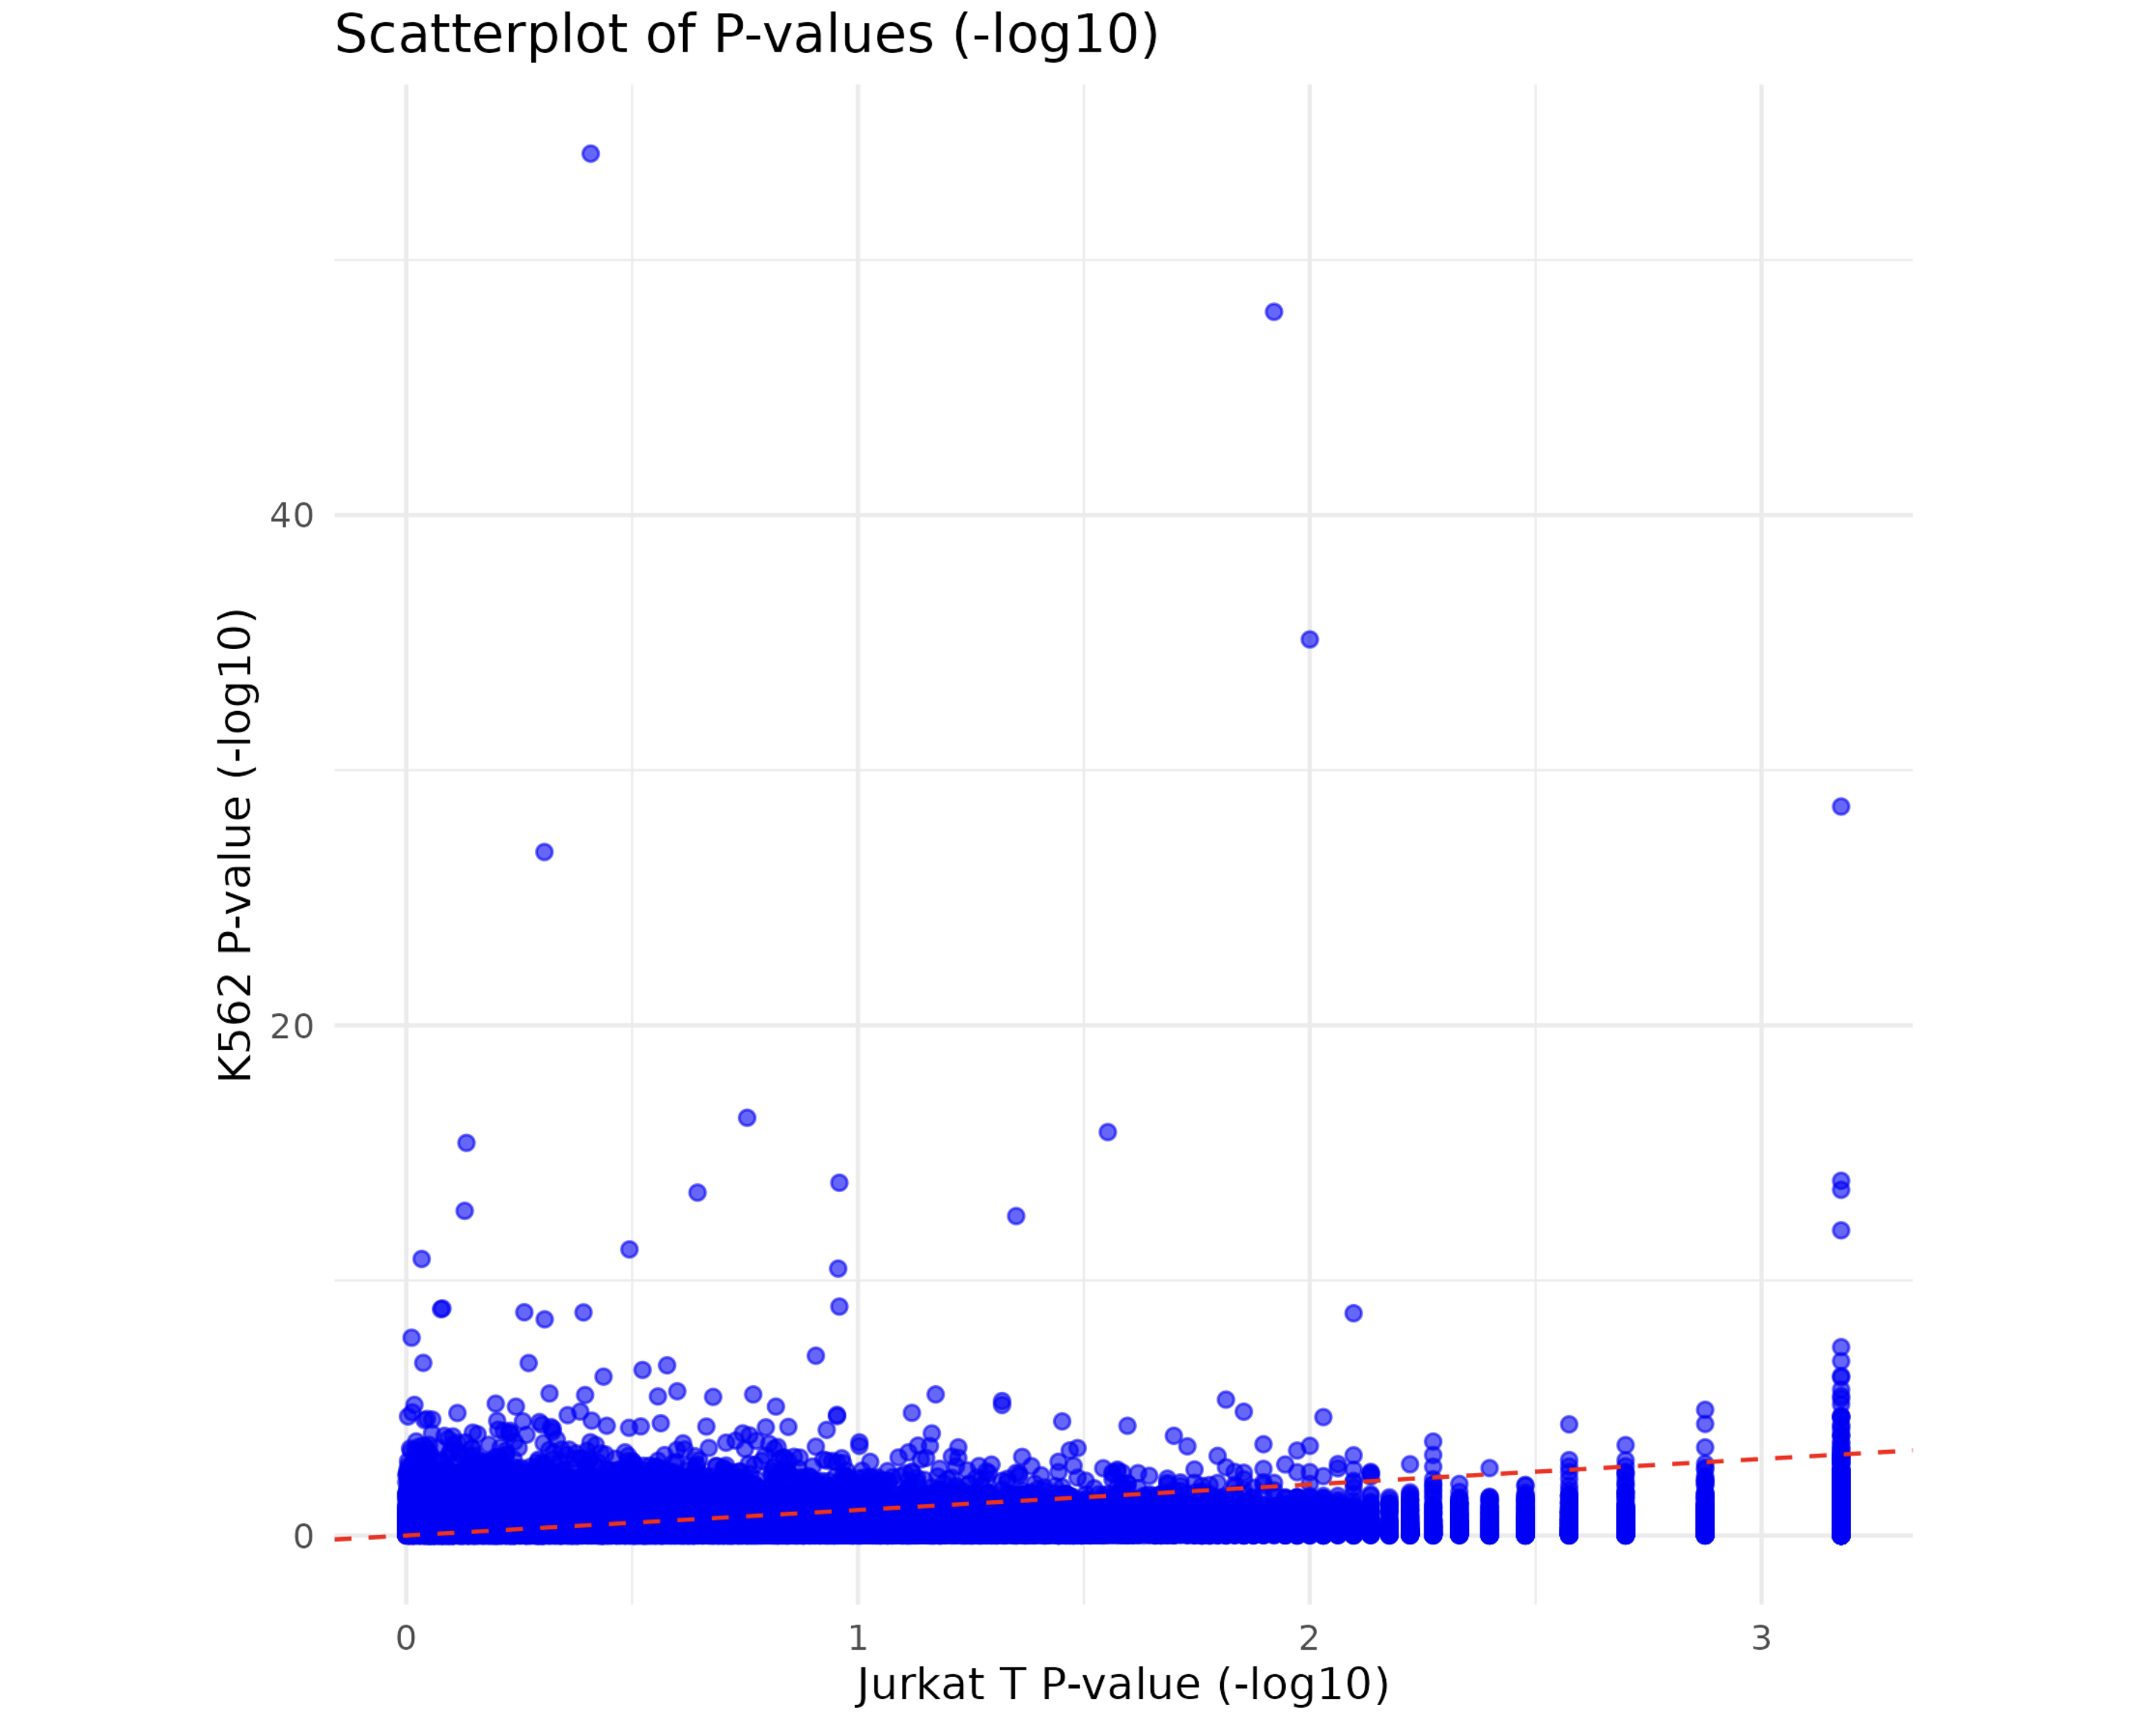 Scatterplot of P-values (-log10)
K562 P-value (-log10)
40
20
0
0 1 2 3
Jurkat T P-value (-log10)